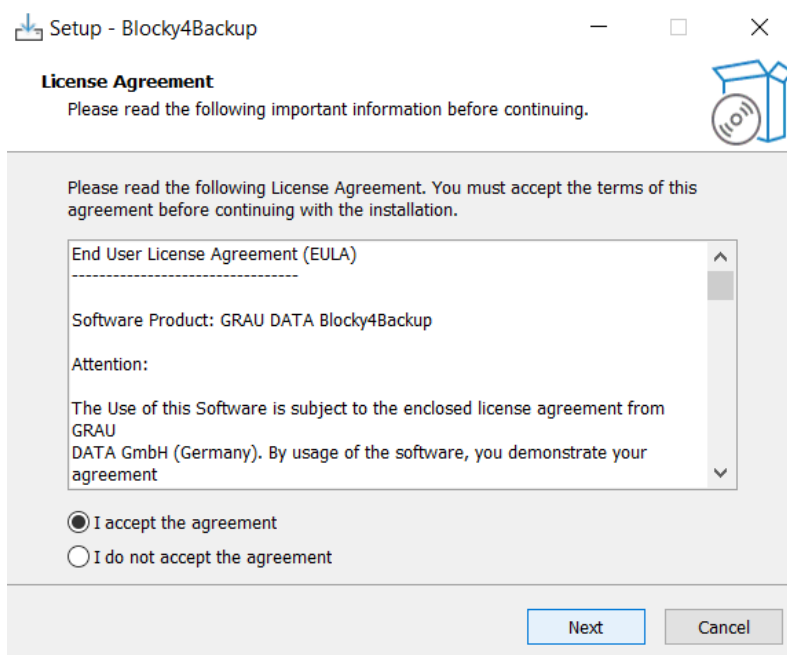 Setup - Blocky4Backup
License Agreement
Please read the following important information before continuing.
Please read the following License Agreement. You must accept the terms of this
agreement before continuing with the installation.
End User License Agreement (EULA)
---------------------------------
Software Product: GRAU DATA Blocky4Backup
Attention:
The Use of this Software is subject to the enclosed license agreement from
GRAU
DATA GmbH (Germany). By usage of the software, you demonstrate your
agreement
I accept the agreement
I do not accept the agreement
Next
Cancel